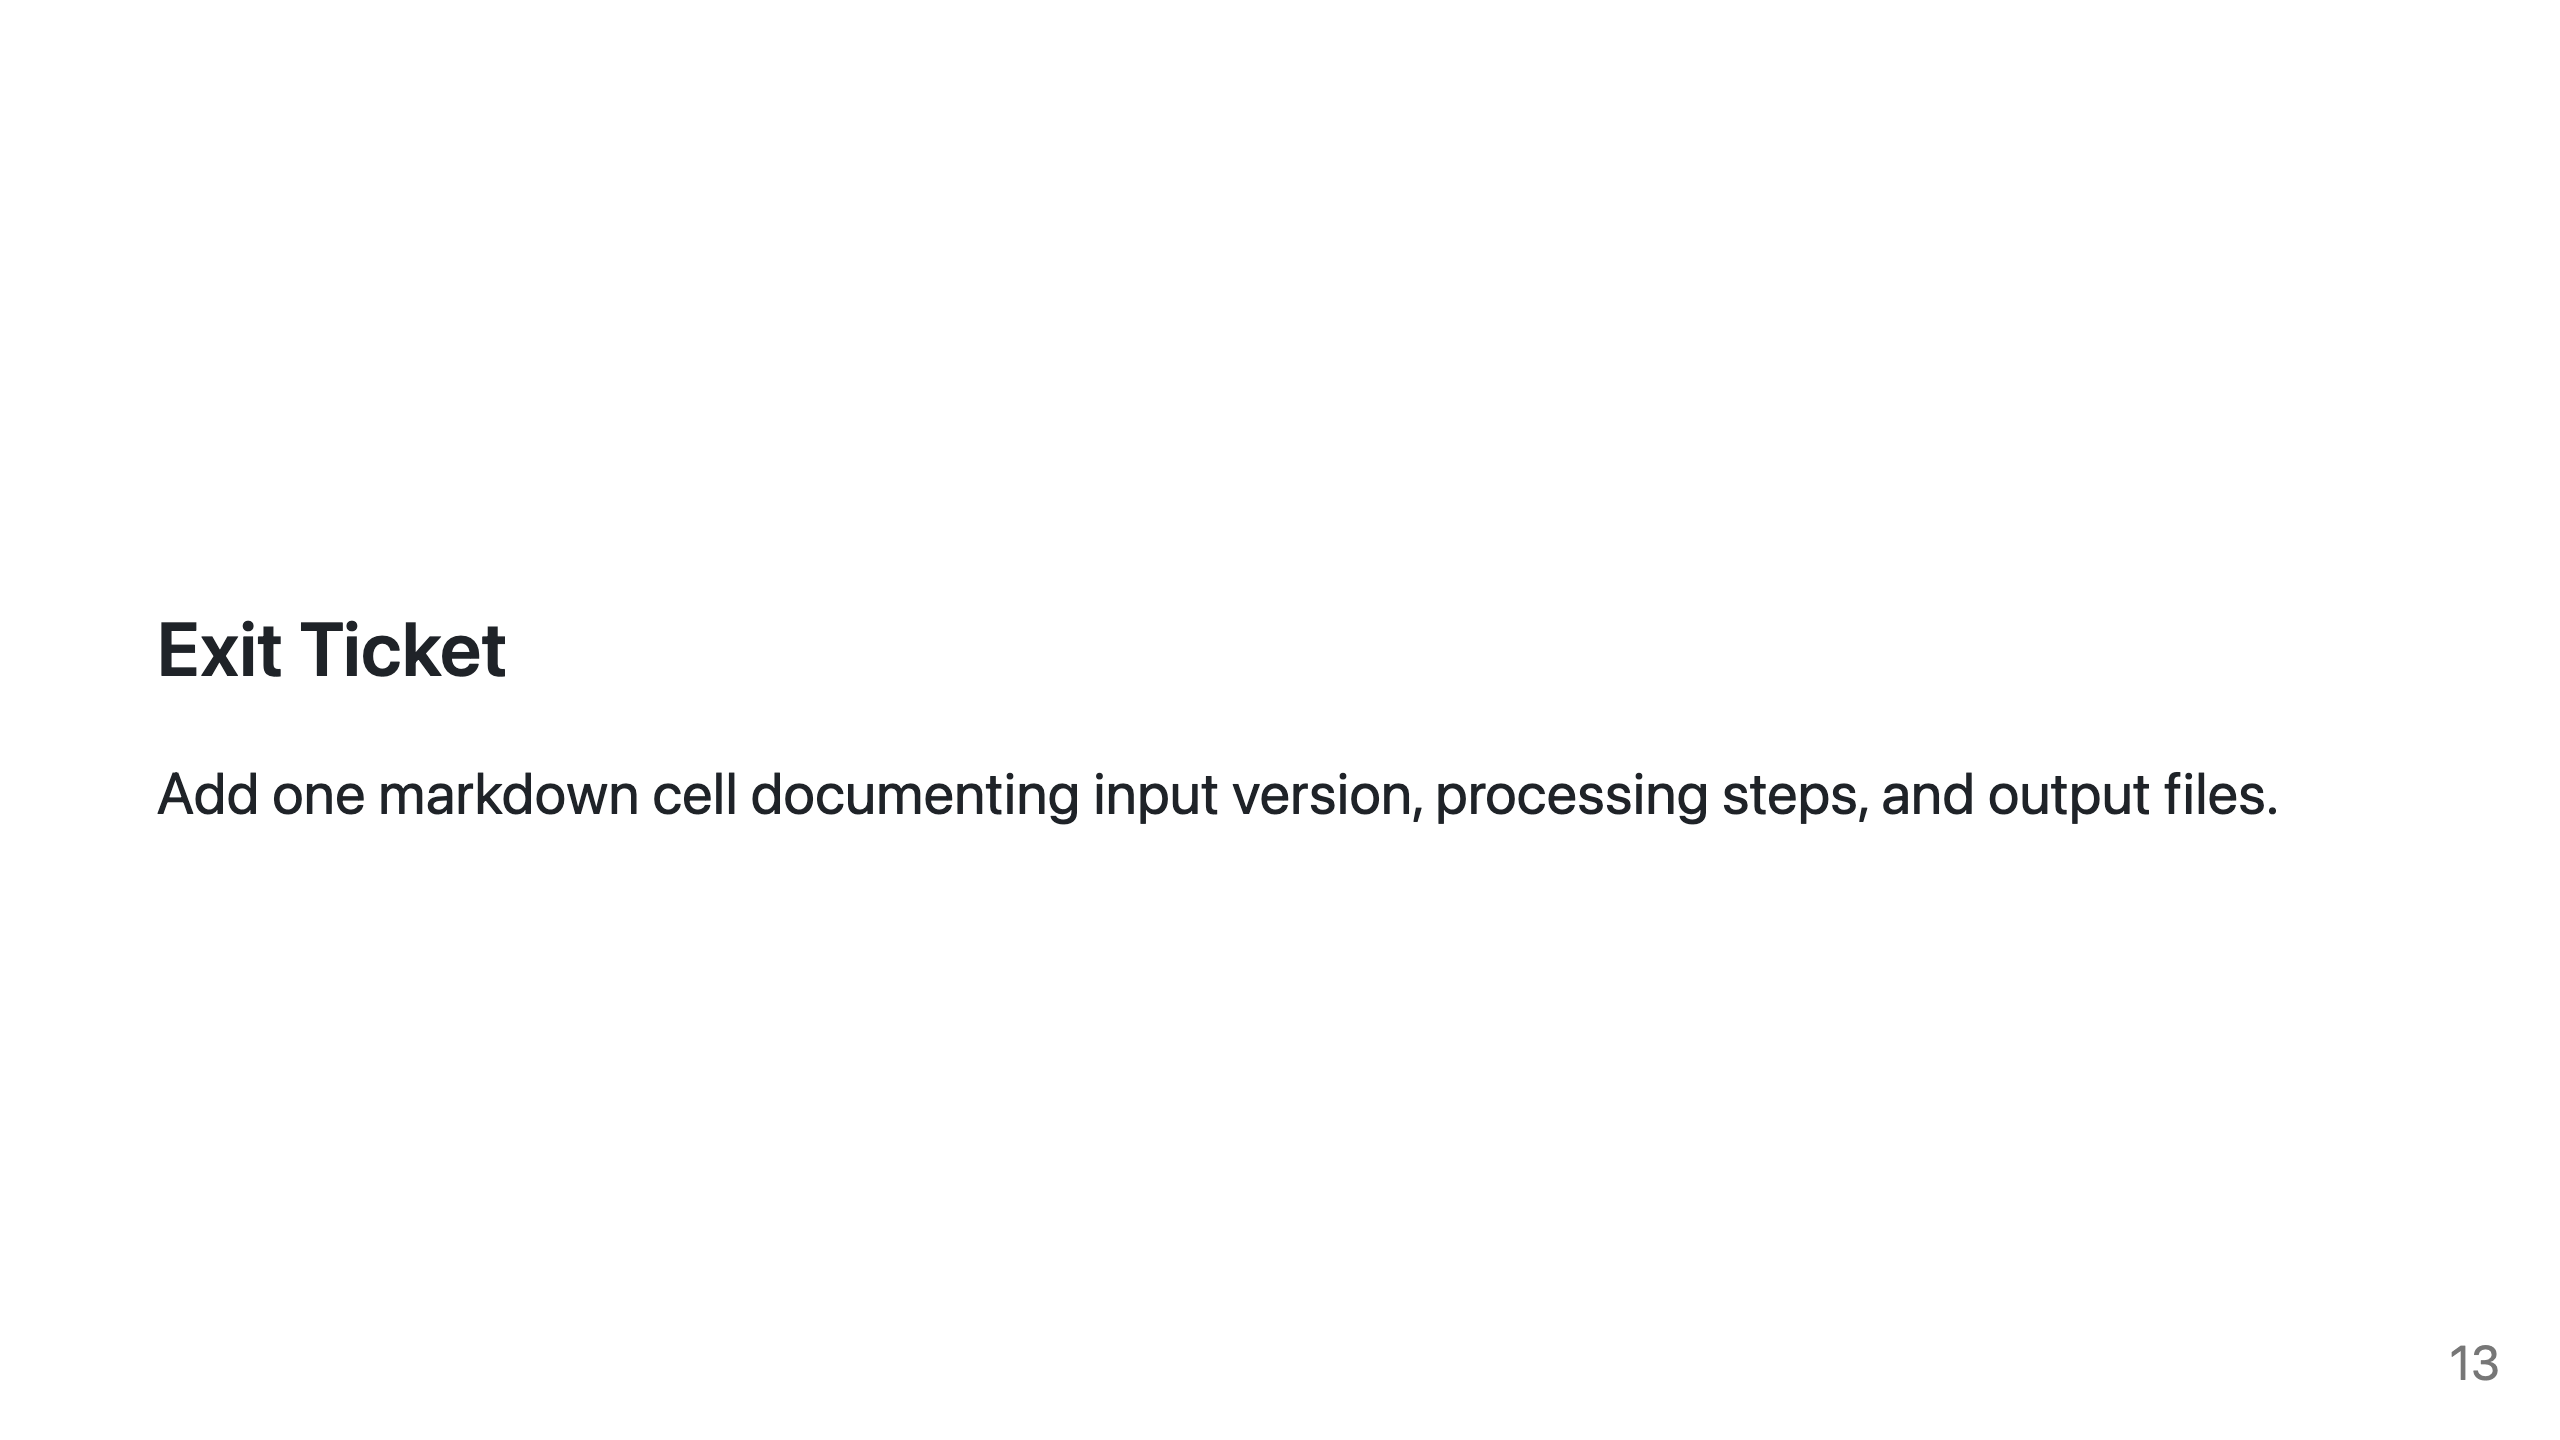 Exit Ticket
Add one markdown cell documenting input version, processing steps, and output files.
13